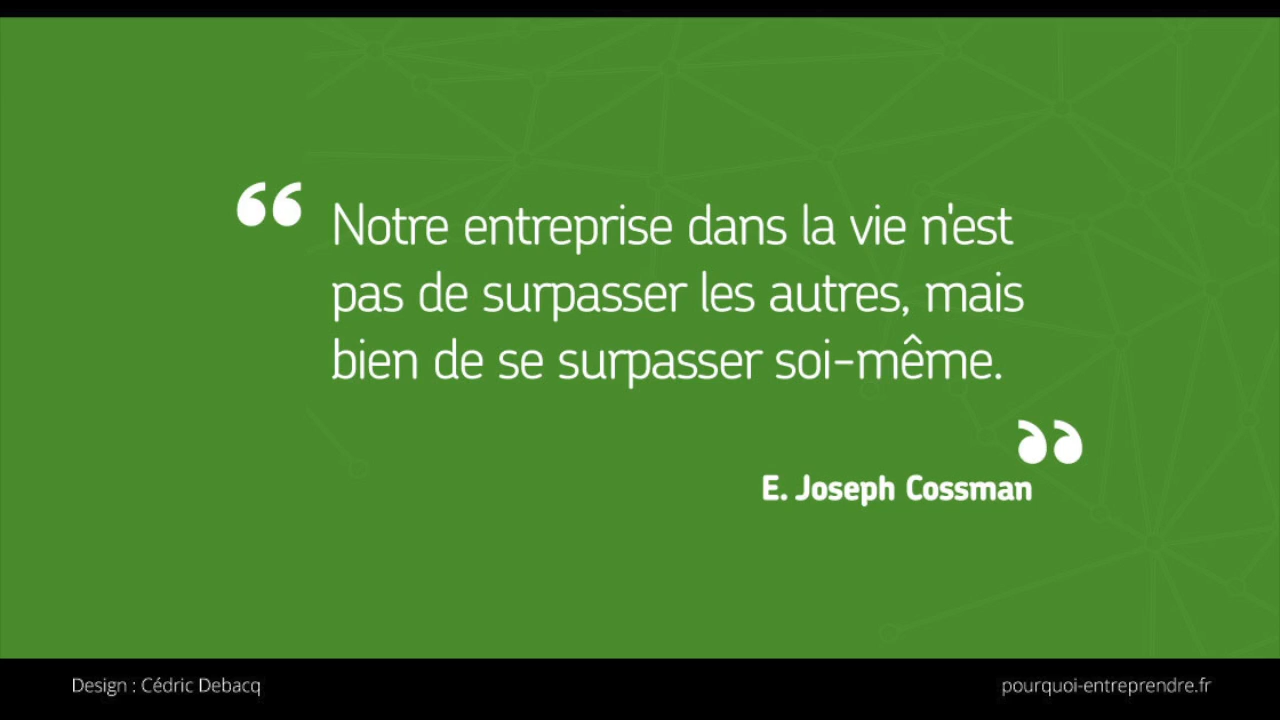 “ Notre entreprise dans la vie n'est
pas de surpasser les autres, mais
bien de se surpasser soi-même.
”
E. Joseph Cossman
Design : Cédric Debacq
pourquoi-entreprendre.fr